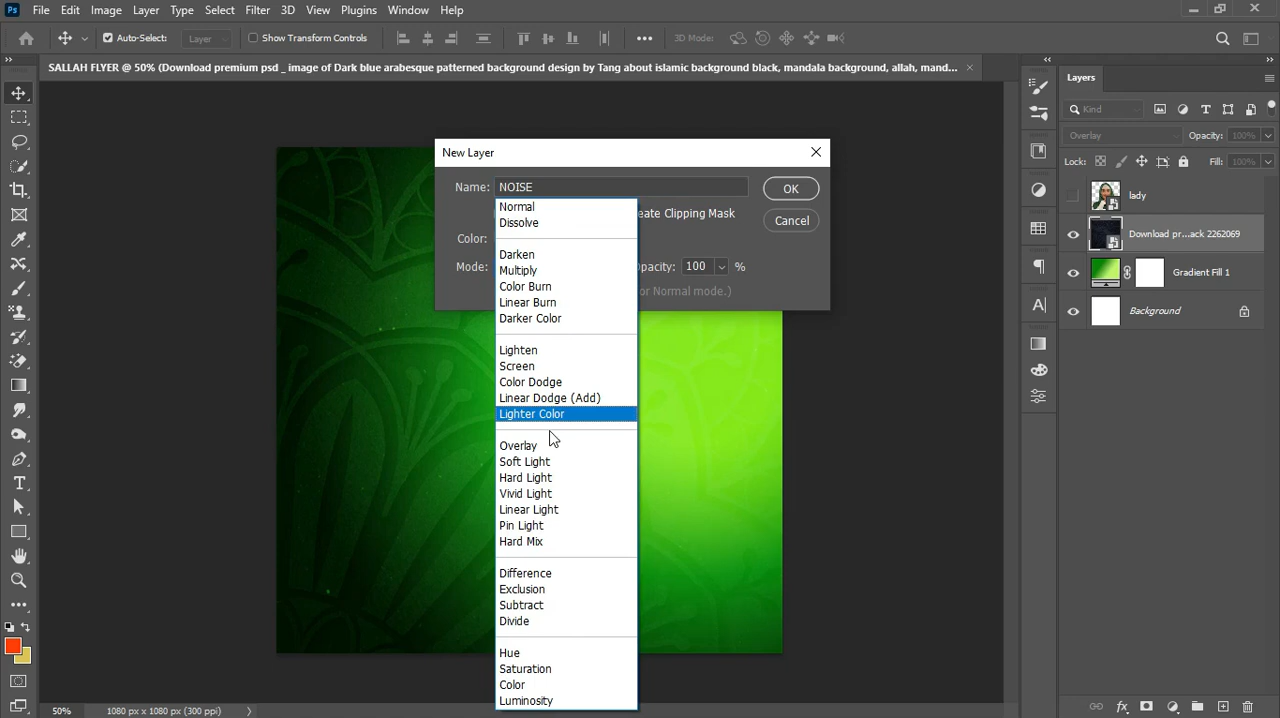 Ps File Edit Image Layer Type Select Filter 3D View Plugins Window Help
Auto-Select: Layer Show Transform Controls 3D Mode:
SALLAH FLYER @ 50% (Download premium psd _ image of Dark blue arabesque patterned background design by Tang about islamic background black, mandala background, allah, mand...
New Layer
Name: NOISE
OK
eate Clipping Mask
Cancel
Color:
Mode:
Opacity: 100 %
or Normal mode.)
Normal
Dissolve
Darken
Multiply
Color Burn
Linear Burn
Darker Color
Lighten
Screen
Color Dodge
Linear Dodge (Add)
Lighter Color
Overlay
Soft Light
Hard Light
Vivid Light
Linear Light
Pin Light
Hard Mix
Difference
Exclusion
Subtract
Divide
Hue
Saturation
Color
Luminosity
Layers
Kind
Overlay Opacity: 100%
Lock: Fill: 100%
lady
Download pr...ack 2262069
Gradient Fill 1
Background
50% 1080 px x 1080 px (300 ppi)